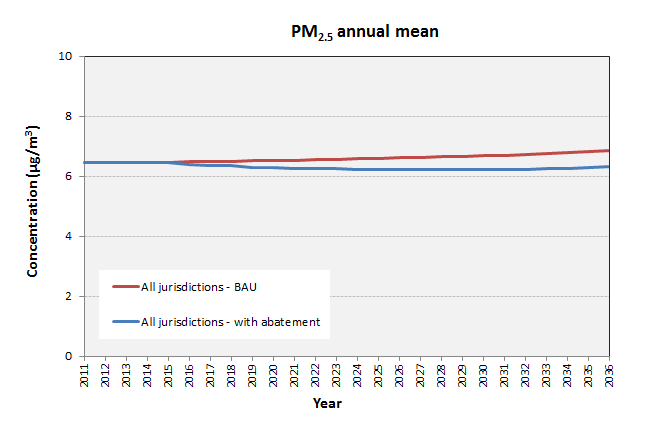 PM2.5 annual mean
Concentration (µg/m³)
10
8
6
4
2
0
All jurisdictions - BAU
All jurisdictions - with abatement
2011 2012 2013 2014 2015 2016 2017 2018 2019 2020 2021 2022 2023 2024 2025 2026 2027 2028 2029 2030 2031 2032 2033 2034 2035 2036
Year